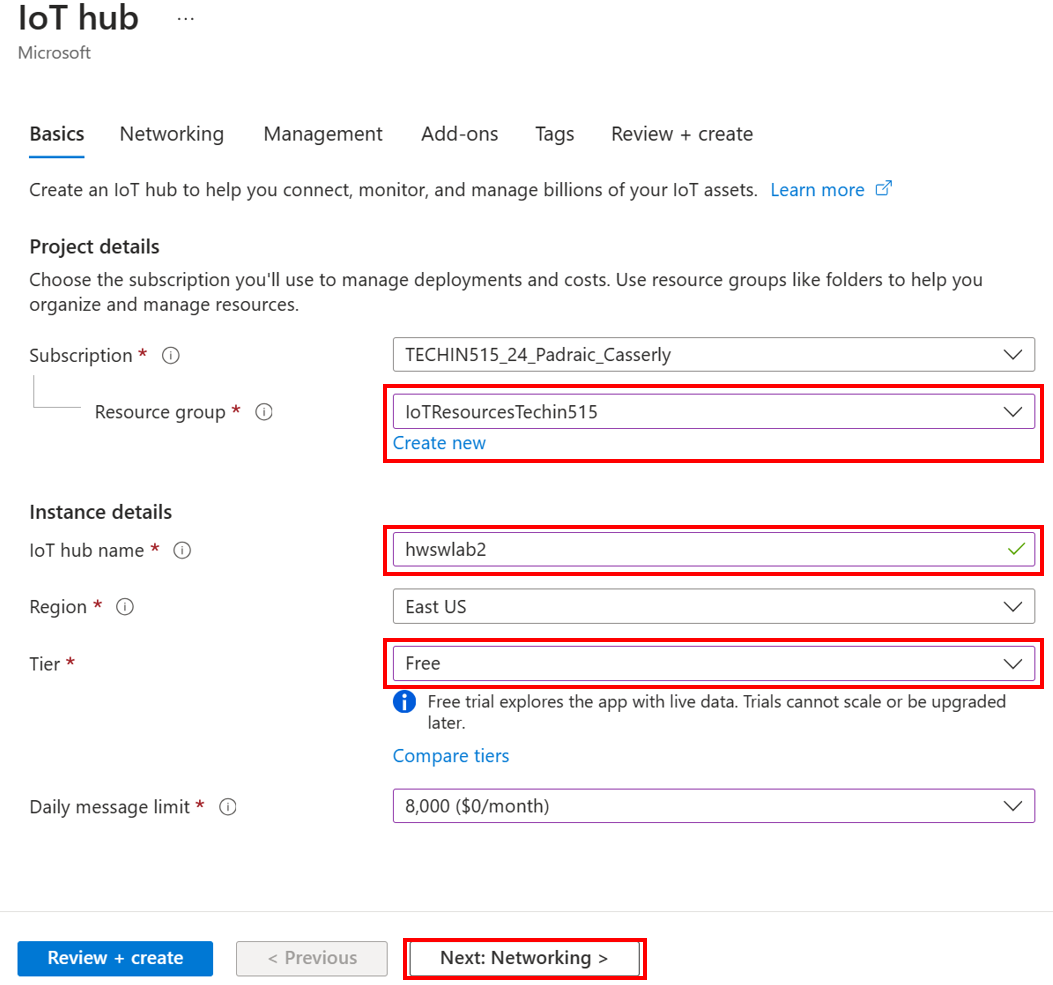 IoT hub ...
Microsoft
Basics Networking Management Add-ons Tags Review + create
Create an IoT hub to help you connect, monitor, and manage billions of your IoT assets. Learn more
Project details
Choose the subscription you'll use to manage deployments and costs. Use resource groups like folders to help you
organize and manage resources.
Subscription * TECHIN515_24_Padraic_Casserly
Resource group * IoTResourcesTechin515
Create new
Instance details
IoT hub name * hwswlab2
Region * East US
Tier * Free
Free trial explores the app with live data. Trials cannot scale or be upgraded
later.
Compare tiers
Daily message limit * 8,000 ($0/month)
Review + create < Previous Next: Networking >